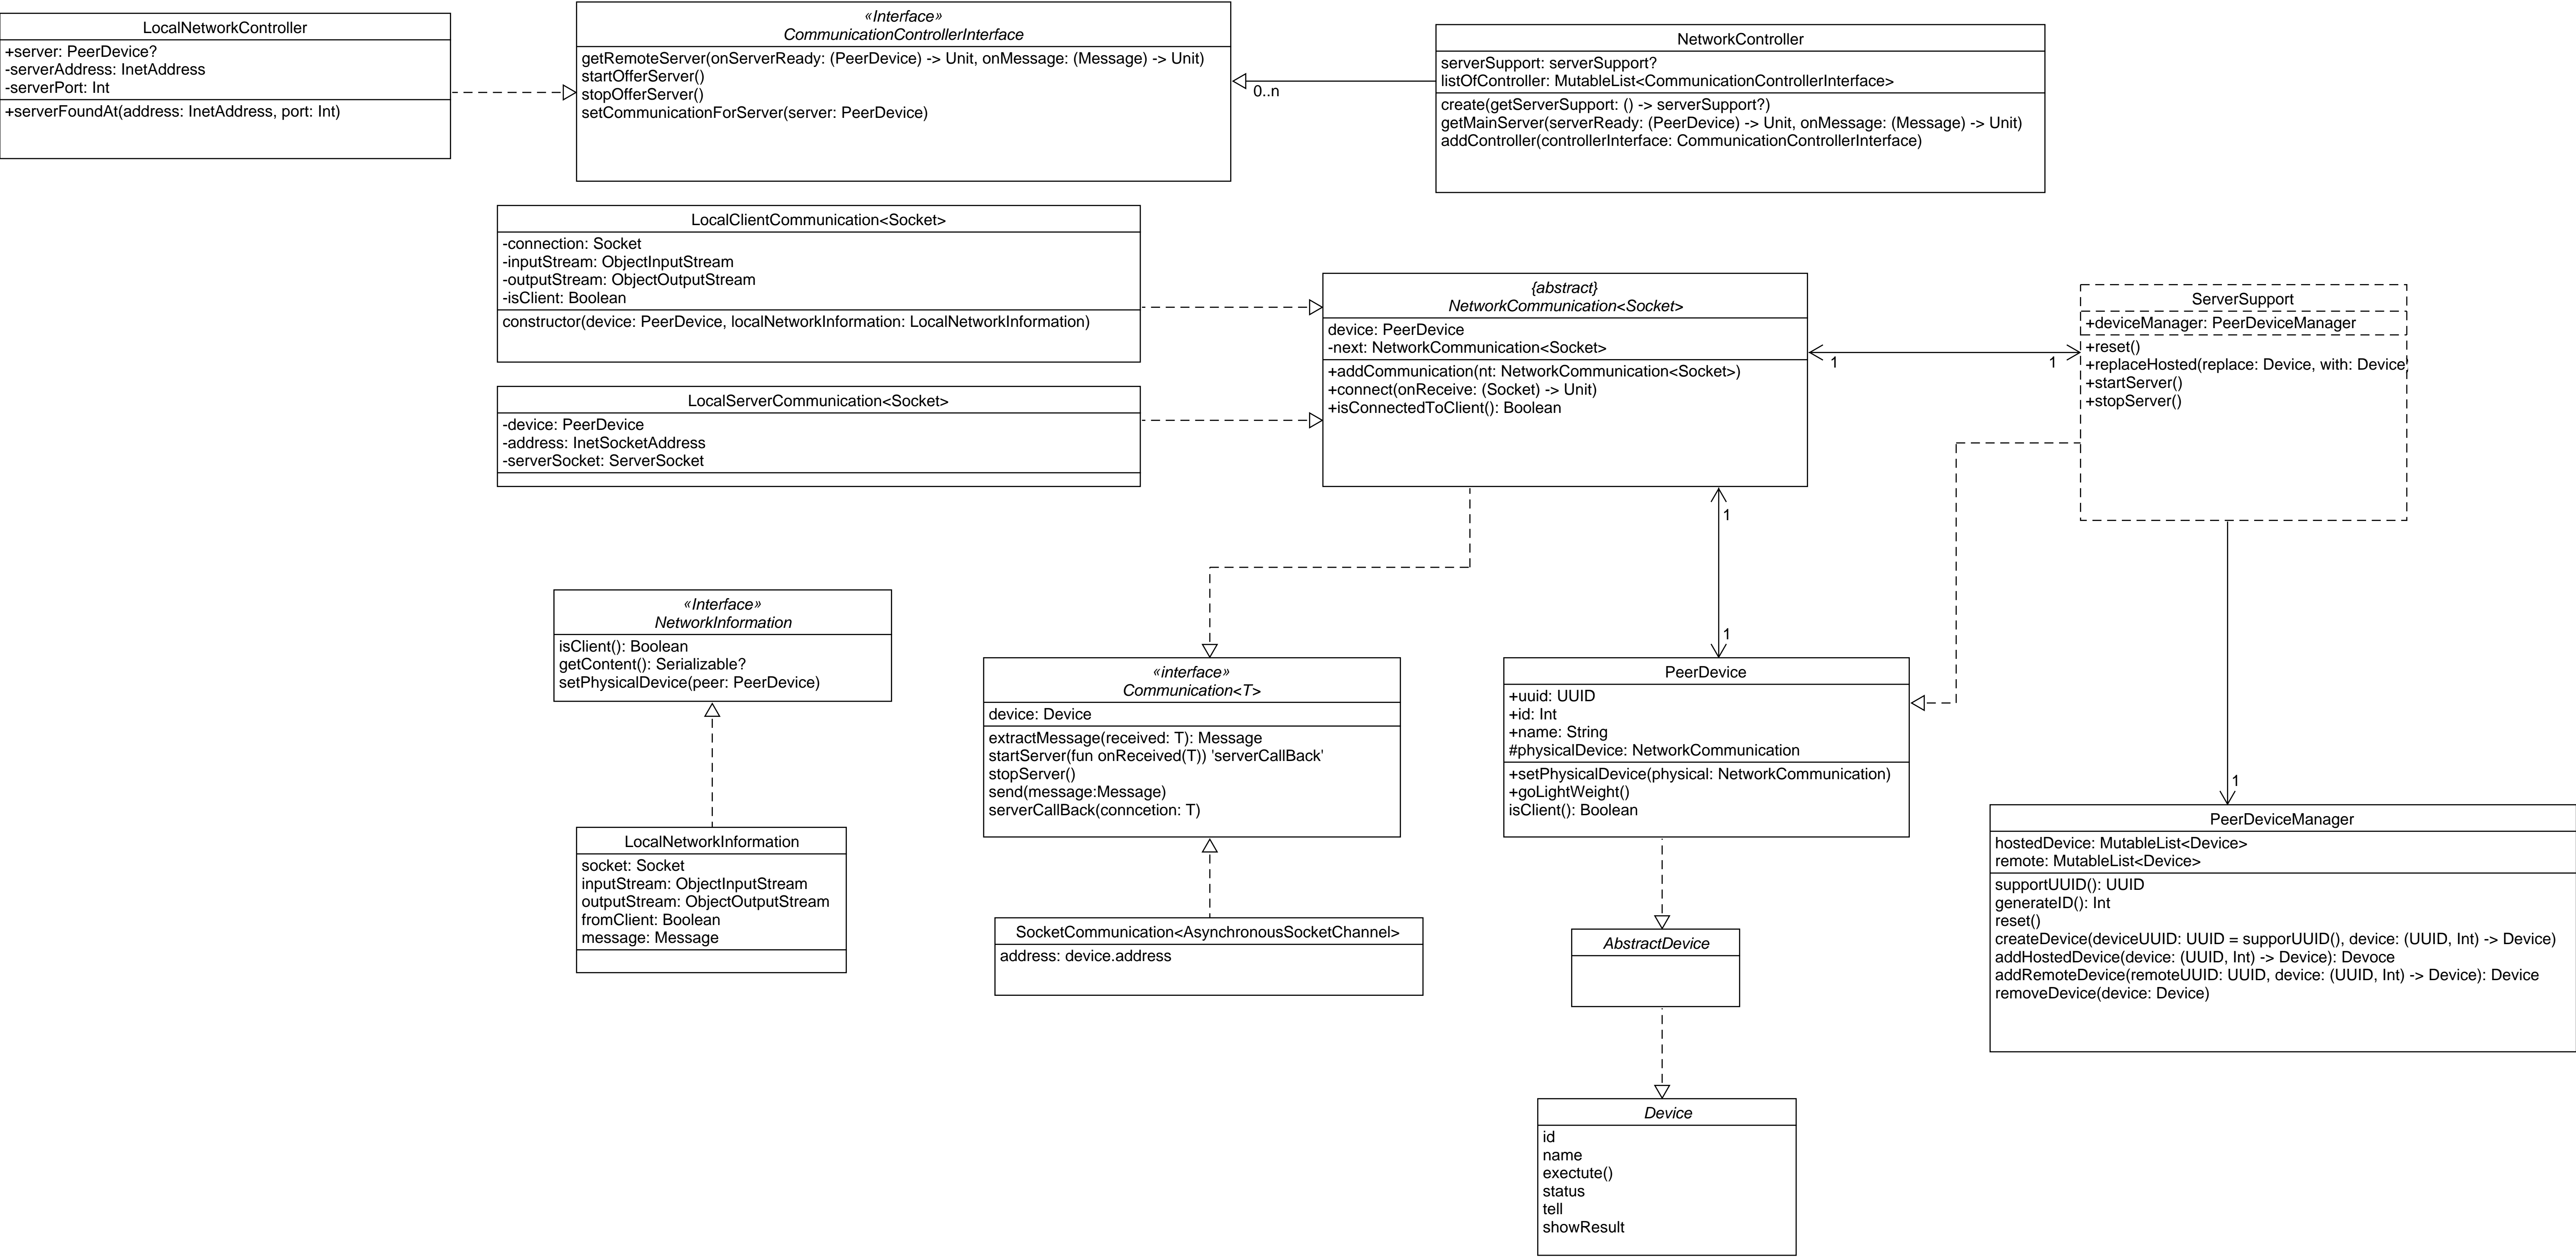 LocalNetworkController
+server: PeerDevice?
-serverAddress: InetAddress
-serverPort: Int
+serverFoundAt(address: InetAddress, port: Int)
«Interface»
CommunicationControllerInterface
getRemoteServer(onServerReady: (PeerDevice) -> Unit, onMessage: (Message) -> Unit)
startOfferServer()
stopOfferServer()
setCommunicationForServer(server: PeerDevice)
0..n
NetworkController
serverSupport: serverSupport?
listOfController: MutableList<CommunicationControllerInterface>
create(getServerSupport: () -> serverSupport?)
getMainServer(serverReady: (PeerDevice) -> Unit, onMessage: (Message) -> Unit)
addController(controllerInterface: CommunicationControllerInterface)
LocalClientCommunication<Socket>
-connection: Socket
-inputStream: ObjectInputStream
-outputStream: ObjectOutputStream
-isClient: Boolean
constructor(device: PeerDevice, localNetworkInformation: LocalNetworkInformation)
LocalServerCommunication<Socket>
-device: PeerDevice
-address: InetSocketAddress
-serverSocket: ServerSocket
{abstract}
NetworkCommunication<Socket>
device: PeerDevice
-next: NetworkCommunication<Socket>
+addCommunication(nt: NetworkCommunication<Socket>)
+connect(onReceive: (Socket) -> Unit)
+isConnectedToClient(): Boolean
1
1
ServerSupport
+deviceManager: PeerDeviceManager
+reset()
+replaceHosted(replace: Device, with: Device)
+startServer()
+stopServer()
1
1
«Interface»
NetworkInformation
isClient(): Boolean
getContent(): Serializable?
setPhysicalDevice(peer: PeerDevice)
LocalNetworkInformation
socket: Socket
inputStream: ObjectInputStream
outputStream: ObjectOutputStream
fromClient: Boolean
message: Message
«interface»
Communication<T>
device: Device
extractMessage(received: T): Message
startServer(fun onReceived(T)) 'serverCallBack'
stopServer()
send(message:Message)
serverCallBack(conncetion: T)
SocketCommunication<AsynchronousSocketChannel>
address: device.address
PeerDevice
+uuid: UUID
+id: Int
+name: String
#physicalDevice: NetworkCommunication
+setPhysicalDevice(physical: NetworkCommunication)
+goLightWeight()
isClient(): Boolean
AbstractDevice
Device
id
name
exectute()
status
tell
showResult
1
PeerDeviceManager
hostedDevice: MutableList<Device>
remote: MutableList<Device>
supportUUID(): UUID
generateID(): Int
reset()
createDevice(deviceUUID: UUID = supporUUID(), device: (UUID, Int) -> Device)
addHostedDevice(device: (UUID, Int) -> Device): Devoce
addRemoteDevice(remoteUUID: UUID, device: (UUID, Int) -> Device): Device
removeDevice(device: Device)